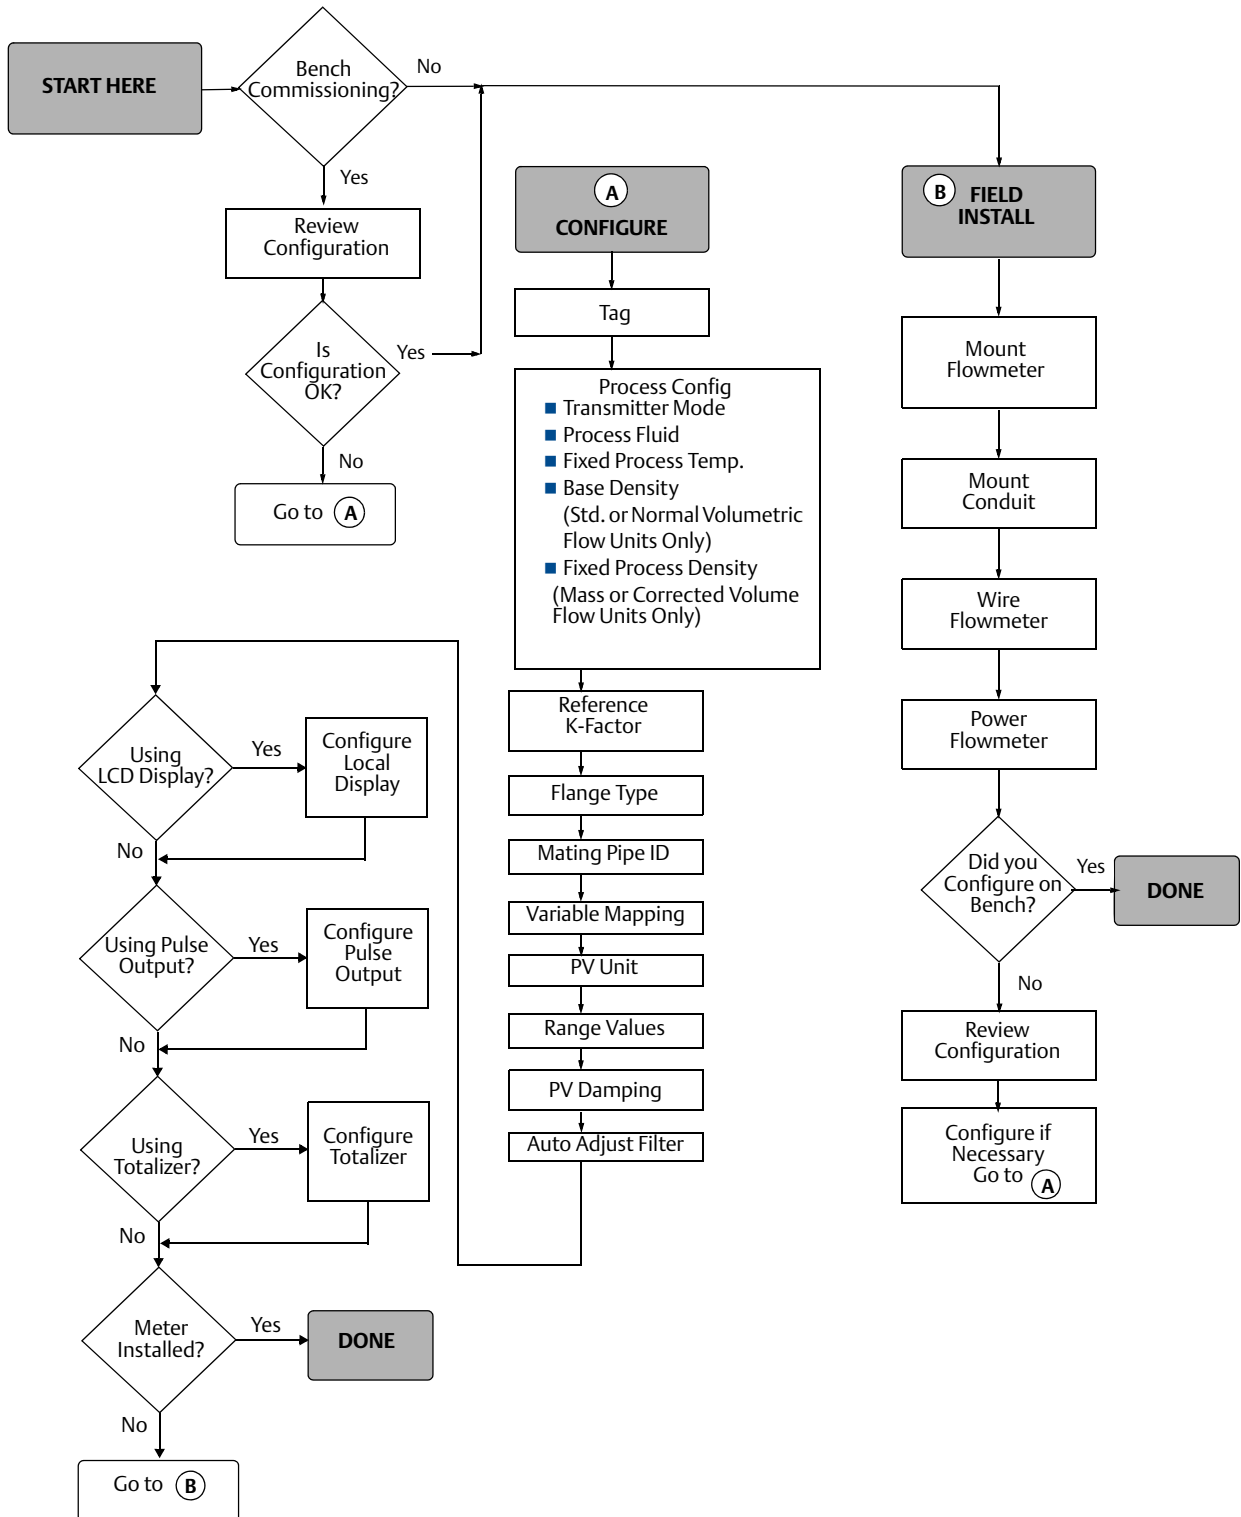 START HERE
Bench
Commissioning?
No
Yes
Review
Configuration
Is
Configuration
OK?
Yes
No
Go to A
A
CONFIGURE
Tag
Process Config
■ Transmitter Mode
■ Process Fluid
■ Fixed Process Temp.
■ Base Density
(Std. or Normal Volumetric
Flow Units Only)
■ Fixed Process Density
(Mass or Corrected Volume
Flow Units Only)
Reference
K-Factor
Flange Type
Mating Pipe ID
Variable Mapping
PV Unit
Range Values
PV Damping
Auto Adjust Filter
Using
LCD Display?
Yes
Configure
Local
Display
No
Using Pulse
Output?
Yes
Configure
Pulse
Output
No
Using
Totalizer?
Yes
Configure
Totalizer
No
Meter
Installed?
Yes
DONE
No
Go to B
B FIELD
INSTALL
Mount
Flowmeter
Mount
Conduit
Wire
Flowmeter
Power
Flowmeter
Did you
Configure on
Bench?
Yes
DONE
No
Review
Configuration
Configure if
Necessary
Go to A